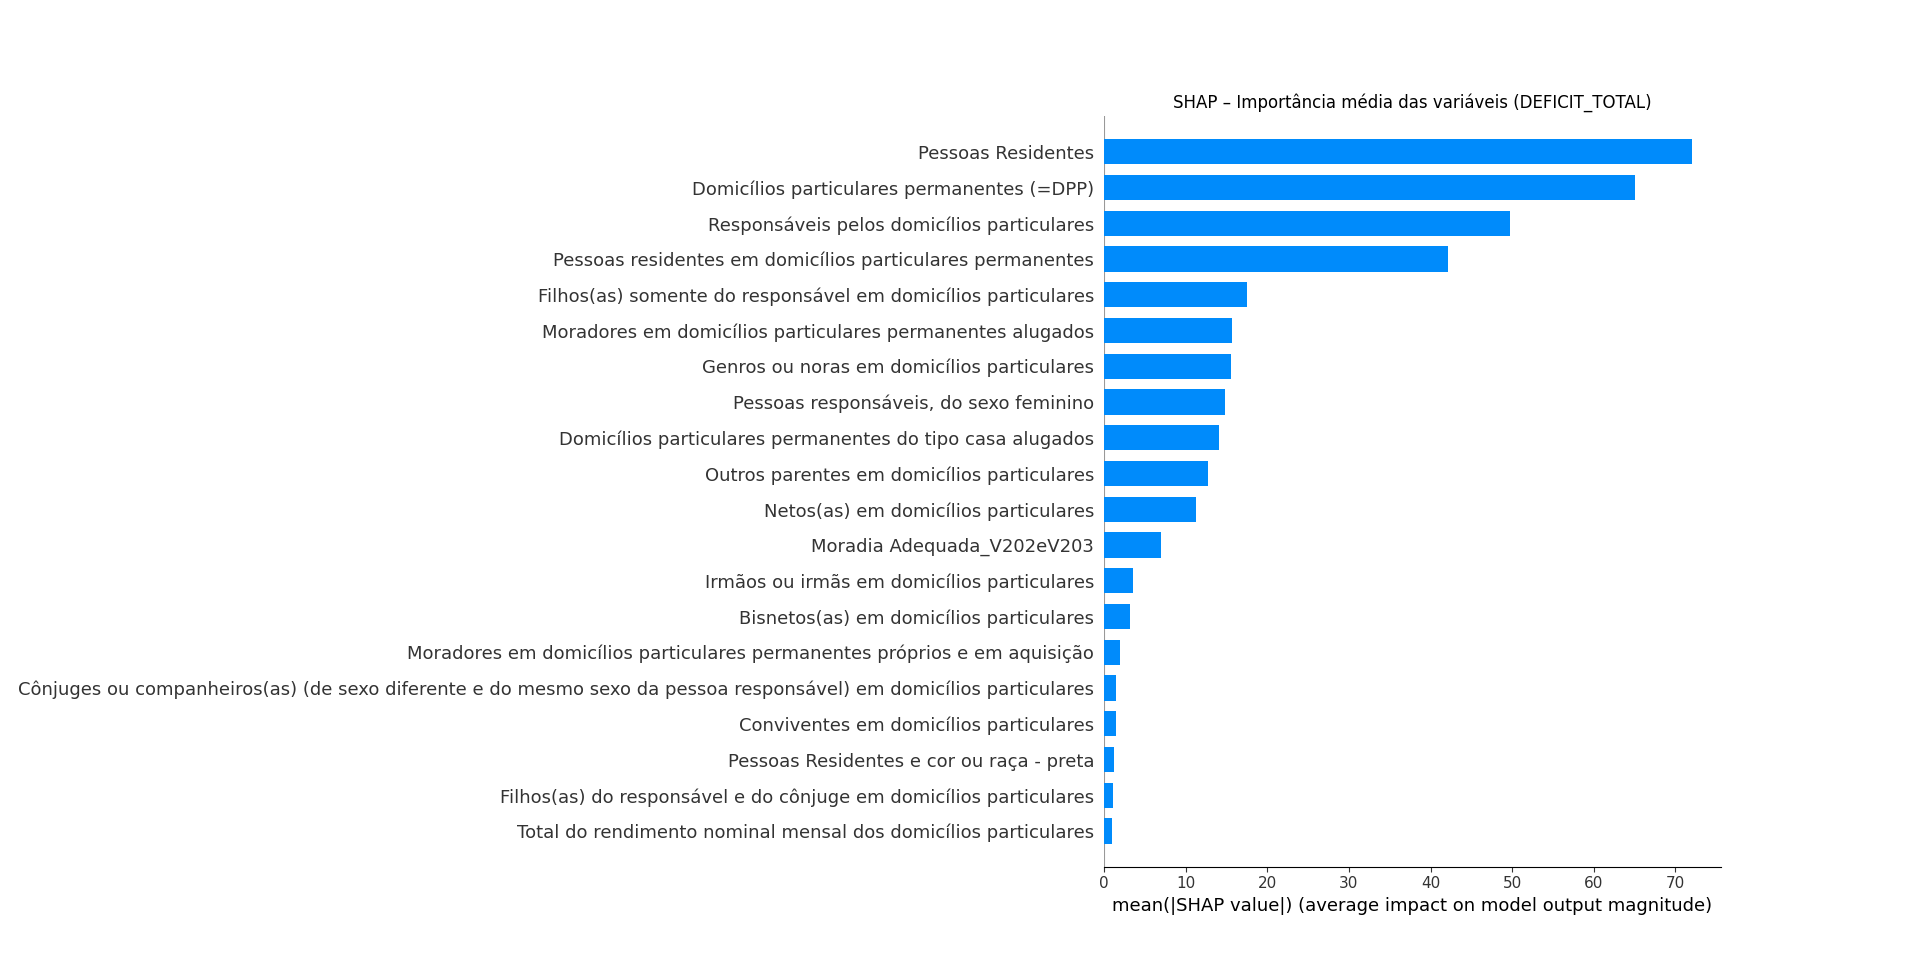 SHAP – Importância média das variáveis (DEFICIT_TOTAL)
Pessoas Residentes
Domicílios particulares permanentes (=DPP)
Responsáveis pelos domicílios particulares
Pessoas residentes em domicílios particulares permanentes
Filhos(as) somente do responsável em domicílios particulares
Moradores em domicílios particulares permanentes alugados
Genros ou noras em domicílios particulares
Pessoas responsáveis, do sexo feminino
Domicílios particulares permanentes do tipo casa alugados
Outros parentes em domicílios particulares
Netos(as) em domicílios particulares
Moradia Adequada_V202eV203
Irmãos ou irmãs em domicílios particulares
Bisnetos(as) em domicílios particulares
Moradores em domicílios particulares permanentes próprios e em aquisição
Cônjuges ou companheiros(as) (de sexo diferente e do mesmo sexo da pessoa responsável) em domicílios particulares
Conviventes em domicílios particulares
Pessoas Residentes e cor ou raça - preta
Filhos(as) do responsável e do cônjuge em domicílios particulares
Total do rendimento nominal mensal dos domicílios particulares
0 10 20 30 40 50 60 70
mean(|SHAP value|) (average impact on model output magnitude)